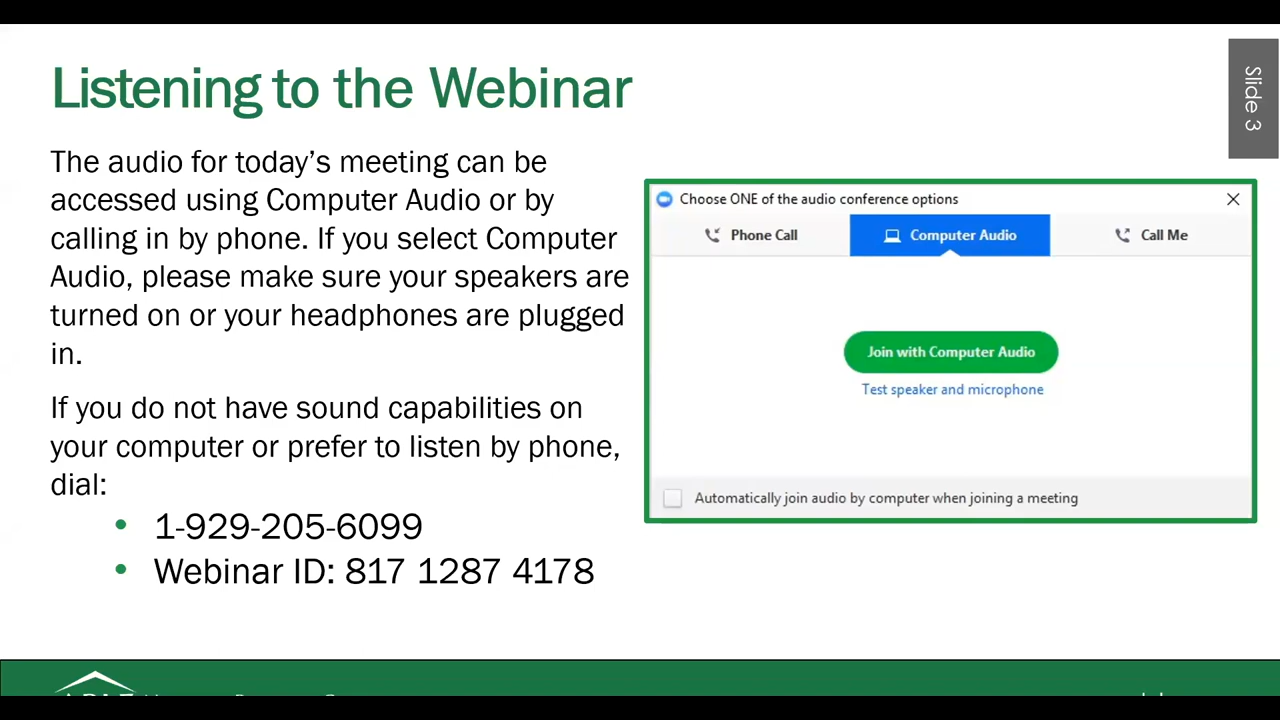 Listening to the Webinar
Slide 3
The audio for today’s meeting can be
accessed using Computer Audio or by
calling in by phone. If you select Computer
Audio, please make sure your speakers are
turned on or your headphones are plugged
in.
If you do not have sound capabilities on
your computer or prefer to listen by phone,
dial:
• 1-929-205-6099
• Webinar ID: 817 1287 4178
Choose ONE of the audio conference options
Phone Call
Computer Audio
Call Me
Join with Computer Audio
Test speaker and microphone
Automatically join audio by computer when joining a meeting